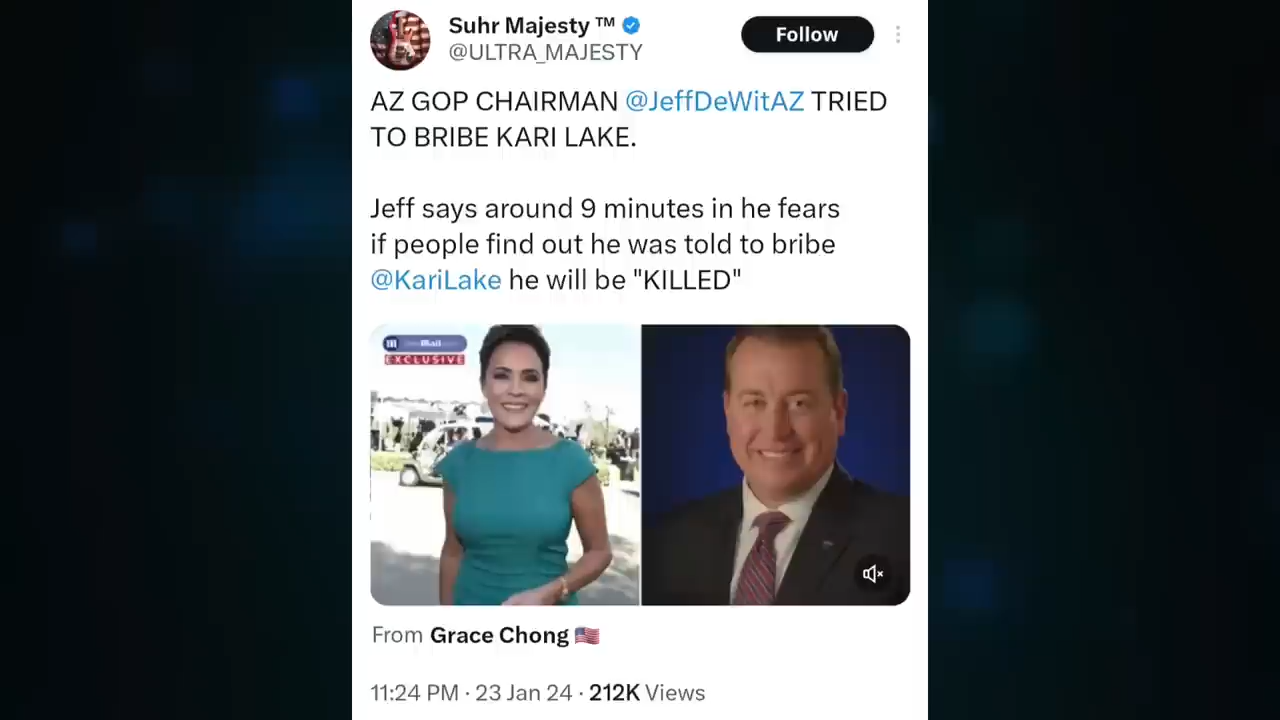 Suhr Majesty ™
@ULTRA_MAJESTY
Follow
AZ GOP CHAIRMAN @JeffDeWitAZ TRIED
TO BRIBE KARI LAKE.
Jeff says around 9 minutes in he fears
if people find out he was told to bribe
@KariLake he will be "KILLED"
m
Mail
EXCLUSIVE
From Grace Chong 🇺🇸
11:24 PM · 23 Jan 24 · 212K Views